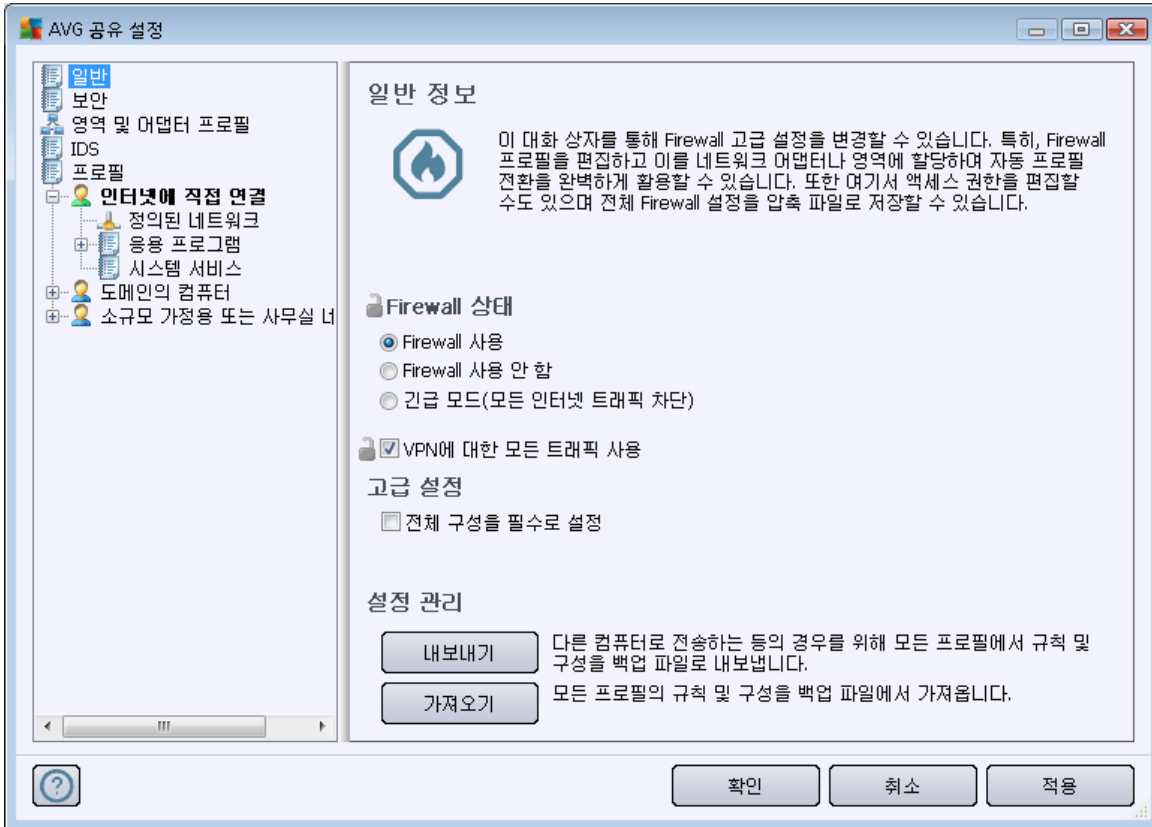 AVG 공유 설정
일반
보안
영역 및 어댑터 프로필
IDS
프로필
인터넷에 직접 연결
정의된 네트워크
응용 프로그램
시스템 서비스
도메인의 컴퓨터
소규모 가정용 또는 사무실 너
일반 정보
이 대화 상자를 통해 Firewall 고급 설정을 변경할 수 있습니다. 특히, Firewall
프로필을 편집하고 이를 네트워크 어댑터나 영역에 할당하여 자동 프로필
전환을 완벽하게 활용할 수 있습니다. 또한 여기서 액세스 권한을 편집할
수도 있으며 전체 Firewall 설정을 압축 파일로 저장할 수 있습니다.
Firewall 상태
Firewall 사용
Firewall 사용 안 함
긴급 모드(모든 인터넷 트래픽 차단)
VPN에 대한 모든 트래픽 사용
고급 설정
전체 구성을 필수로 설정
설정 관리
내보내기
다른 컴퓨터로 전송하는 등의 경우를 위해 모든 프로필에서 규칙 및
구성을 백업 파일로 내보냅니다.
가져오기
모든 프로필의 규칙 및 구성을 백업 파일에서 가져옵니다.
?
확인
취소
적용